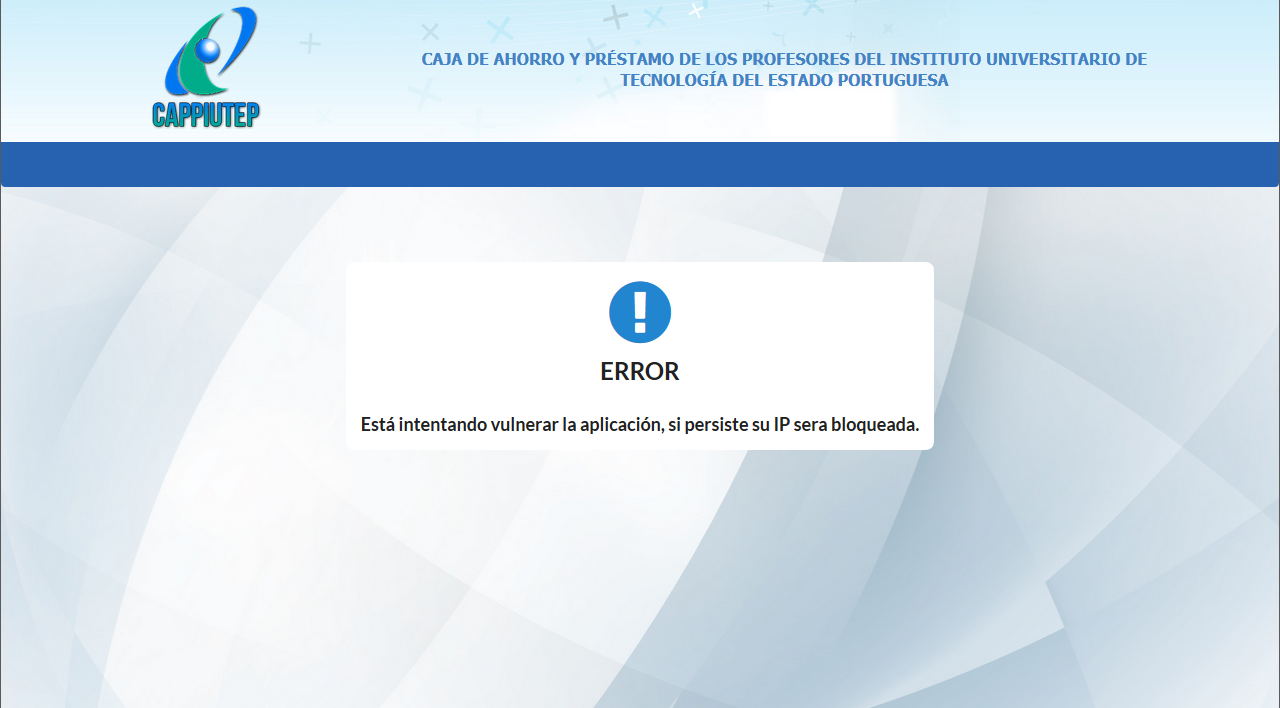 CAPPIUTEP
CAJA DE AHORRO Y PRÉSTAMO DE LOS PROFESORES DEL INSTITUTO UNIVERSITARIO DE
TECNOLOGÍA DEL ESTADO PORTUGUESA
ERROR
Está intentando vulnerar la aplicación, si persiste su IP sera bloqueada.